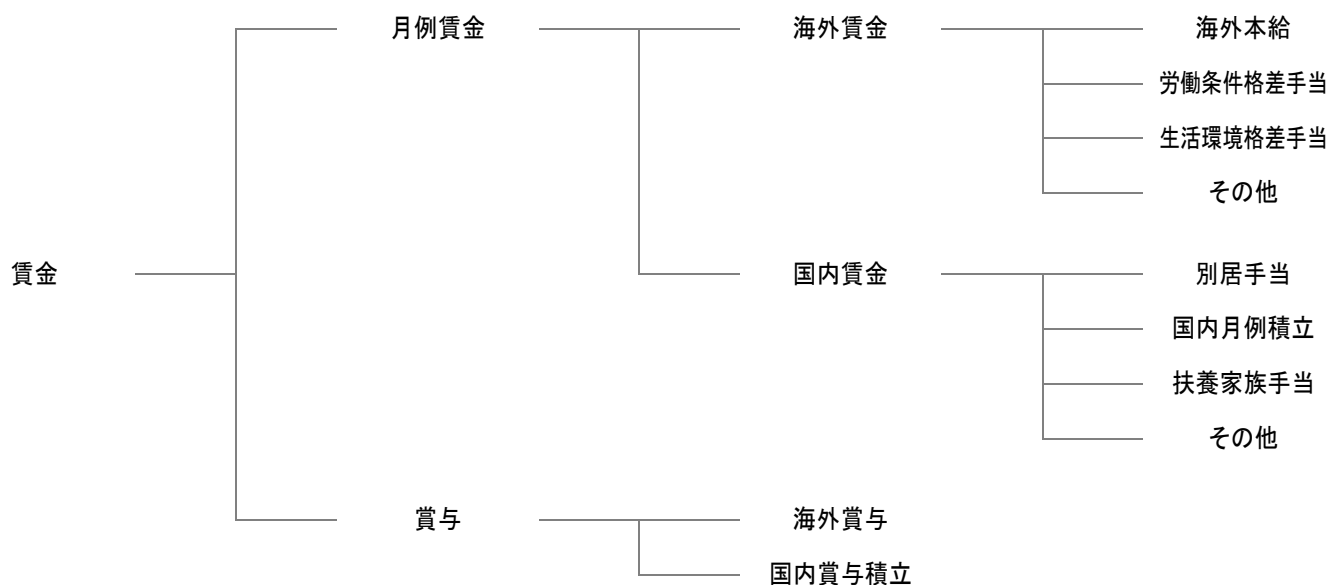 月例賃金 海外賃金 海外本給
労働条件格差手当
生活環境格差手当
その他
賃金 国内賃金 別居手当
国内月例積立
扶養家族手当
その他
賞与 海外賞与
国内賞与積立